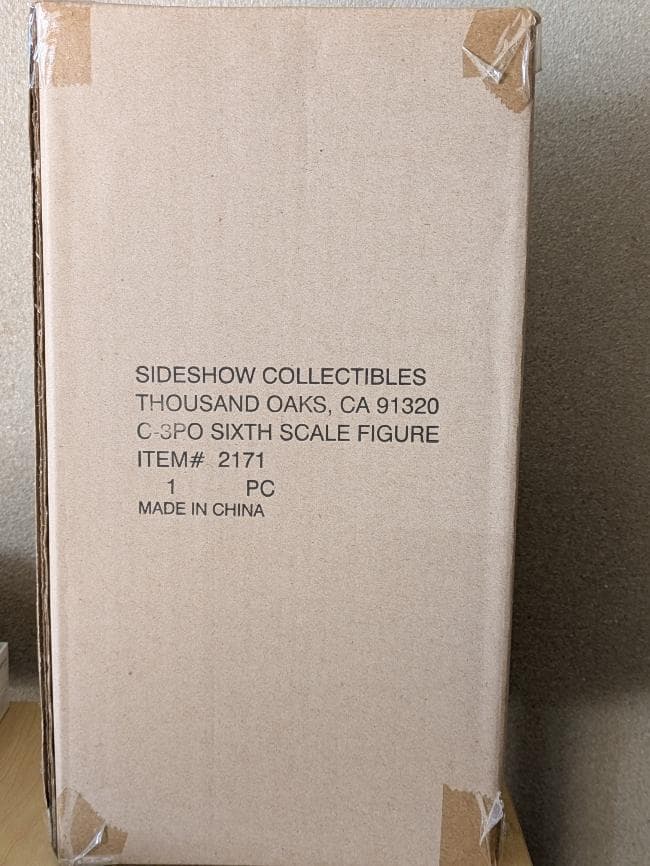 SIDESHOW COLLECTIBLES
THOUSAND OAKS, CA 91320
C-3PO SIXTH SCALE FIGURE
ITEM# 2171
1 PC
MADE IN CHINA